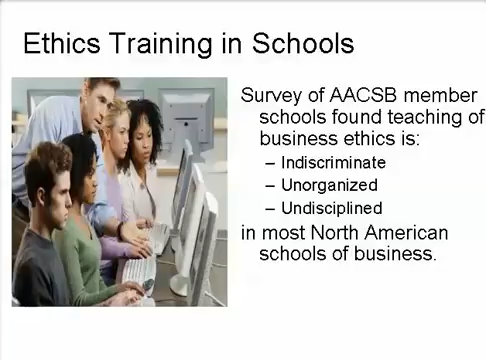 Ethics Training in Schools
Survey of AACSB member
schools found teaching of
business ethics is:
– Indiscriminate
– Unorganized
– Undisciplined
in most North American
schools of business.